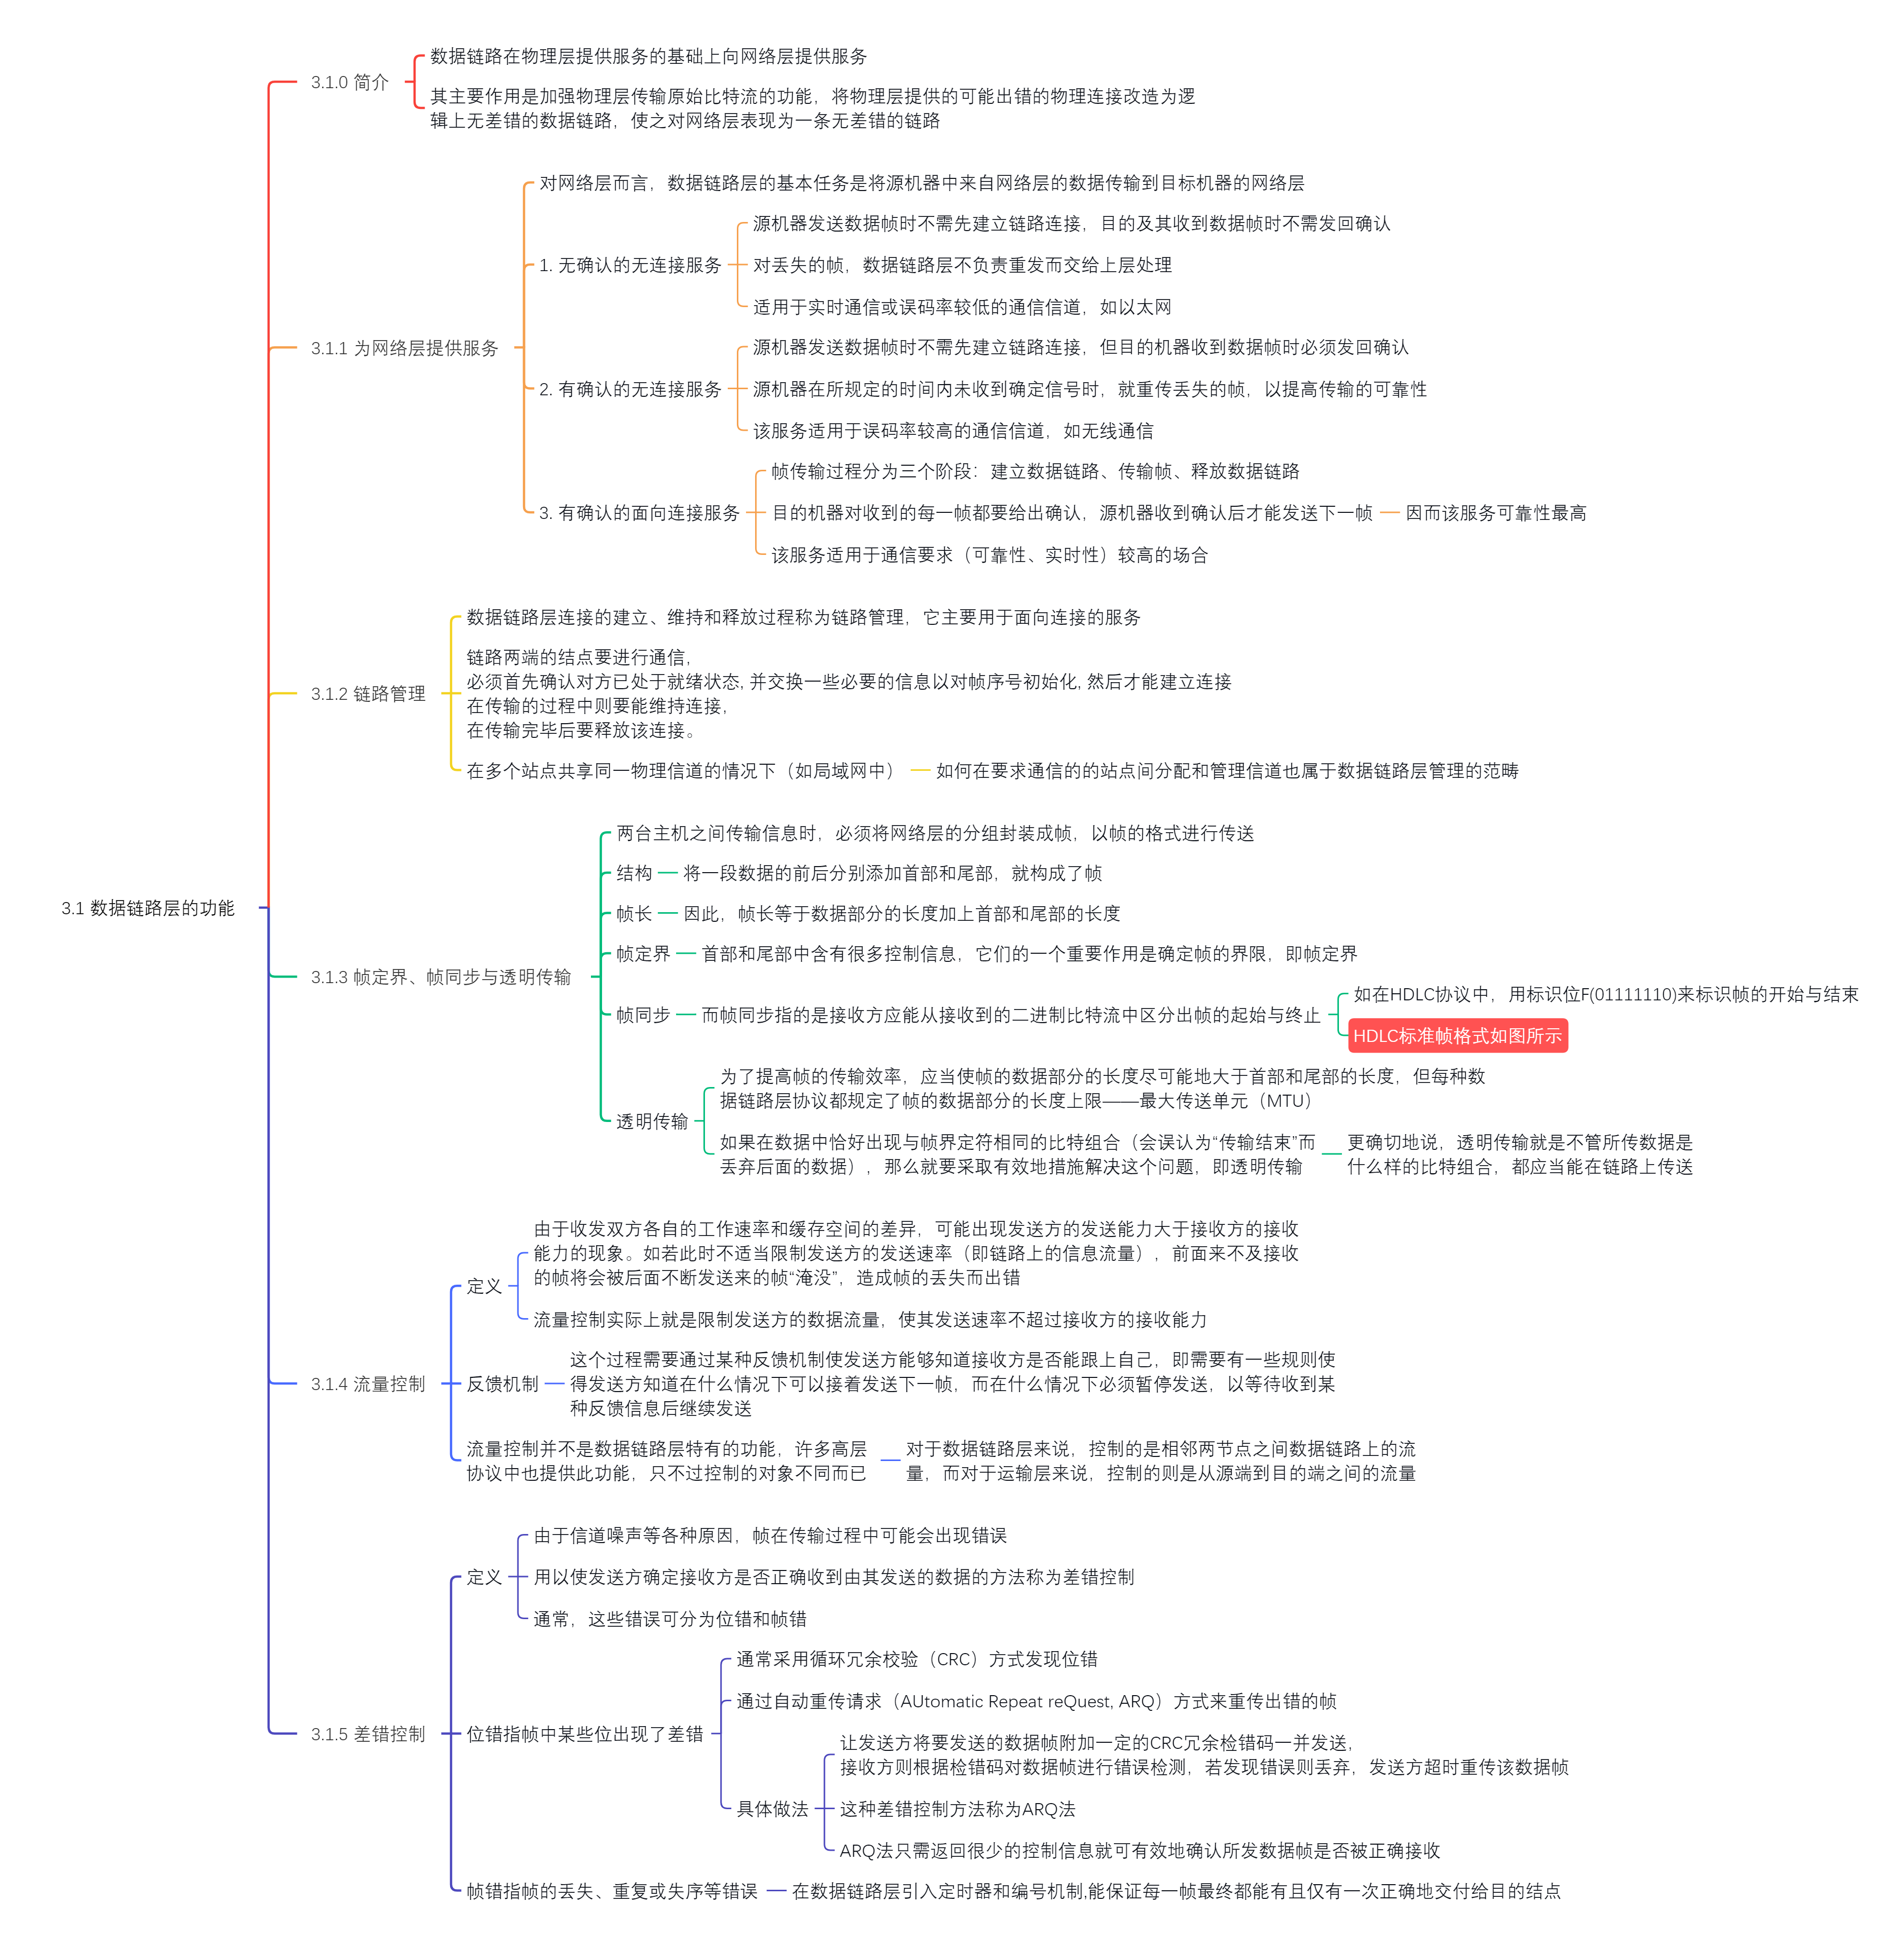 3.1 数据链路层的功能
3.1.0 简介
数据链路在物理层提供服务的基础上向网络层提供服务
其主要作用是加强物理层传输原始比特流的功能，将物理层提供的可能出错的物理连接改造为逻
辑上无差错的数据链路，使之对网络层表现为一条无差错的链路
3.1.1 为网络层提供服务
对网络层而言，数据链路层的基本任务是将源机器中来自网络层的数据传输到目标机器的网络层
1. 无确认的无连接服务
源机器发送数据帧时不需先建立链路连接，目的及其收到数据帧时不需发回确认
对丢失的帧，数据链路层不负责重发而交给上层处理
适用于实时通信或误码率较低的通信信道，如以太网
2. 有确认的无连接服务
源机器发送数据帧时不需先建立链路连接，但目的机器收到数据帧时必须发回确认
源机器在所规定的时间内未收到确定信号时，就重传丢失的帧，以提高传输的可靠性
该服务适用于误码率较高的通信信道，如无线通信
3. 有确认的面向连接服务
帧传输过程分为三个阶段：建立数据链路、传输帧、释放数据链路
目的机器对收到的每一帧都要给出确认，源机器收到确认后才能发送下一帧
因而该服务可靠性最高
该服务适用于通信要求（可靠性、实时性）较高的场合
3.1.2 链路管理
数据链路层连接的建立、维持和释放过程称为链路管理，它主要用于面向连接的服务
链路两端的结点要进行通信，
必须首先确认对方已处于就绪状态, 并交换一些必要的信息以对帧序号初始化, 然后才能建立连接
在传输的过程中则要能维持连接，
在传输完毕后要释放该连接。
在多个站点共享同一物理信道的情况下（如局域网中）
如何在要求通信的的站点间分配和管理信道也属于数据链路层管理的范畴
3.1.3 帧定界、帧同步与透明传输
两台主机之间传输信息时，必须将网络层的分组封装成帧，以帧的格式进行传送
结构
将一段数据的前后分别添加首部和尾部，就构成了帧
帧长
因此，帧长等于数据部分的长度加上首部和尾部的长度
帧定界
首部和尾部中含有很多控制信息，它们的一个重要作用是确定帧的界限，即帧定界
帧同步
而帧同步指的是接收方应能从接收到的二进制比特流中区分出帧的起始与终止
如在HDLC协议中，用标识位F(01111110)来标识帧的开始与结束
HDLC标准帧格式如图所示
透明传输
为了提高帧的传输效率，应当使帧的数据部分的长度尽可能地大于首部和尾部的长度，但每种数
据链路层协议都规定了帧的数据部分的长度上限——最大传送单元（MTU）
如果在数据中恰好出现与帧界定符相同的比特组合（会误认为“传输结束”而
丢弃后面的数据），那么就要采取有效地措施解决这个问题，即透明传输
更确切地说，透明传输就是不管所传数据是
什么样的比特组合，都应当能在链路上传送
3.1.4 流量控制
定义
由于收发双方各自的工作速率和缓存空间的差异，可能出现发送方的发送能力大于接收方的接收
能力的现象。如若此时不适当限制发送方的发送速率（即链路上的信息流量），前面来不及接收
的帧将会被后面不断发送来的帧“淹没”，造成帧的丢失而出错
流量控制实际上就是限制发送方的数据流量，使其发送速率不超过接收方的接收能力
反馈机制
这个过程需要通过某种反馈机制使发送方能够知道接收方是否能跟上自己，即需要有一些规则使
得发送方知道在什么情况下可以接着发送下一帧，而在什么情况下必须暂停发送，以等待收到某
种反馈信息后继续发送
流量控制并不是数据链路层特有的功能，许多高层
协议中也提供此功能，只不过控制的对象不同而已
对于数据链路层来说，控制的是相邻两节点之间数据链路上的流
量，而对于运输层来说，控制的则是从源端到目的端之间的流量
3.1.5 差错控制
定义
由于信道噪声等各种原因，帧在传输过程中可能会出现错误
用以使发送方确定接收方是否正确收到由其发送的数据的方法称为差错控制
通常，这些错误可分为位错和帧错
位错指帧中某些位出现了差错
通常采用循环冗余校验（CRC）方式发现位错
通过自动重传请求（AUtomatic Repeat reQuest, ARQ）方式来重传出错的帧
具体做法
让发送方将要发送的数据帧附加一定的CRC冗余检错码一并发送，
接收方则根据检错码对数据帧进行错误检测，若发现错误则丢弃，发送方超时重传该数据帧
这种差错控制方法称为ARQ法
ARQ法只需返回很少的控制信息就可有效地确认所发数据帧是否被正确接收
帧错指帧的丢失、重复或失序等错误
在数据链路层引入定时器和编号机制,能保证每一帧最终都能有且仅有一次正确地交付给目的结点